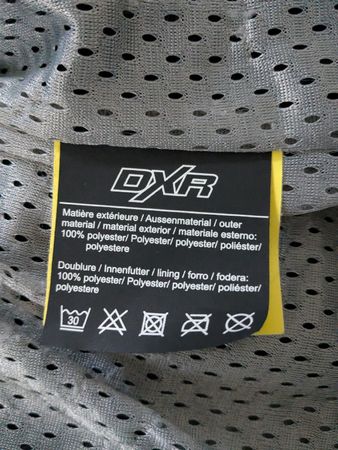 DXR
Matière extérieure / Aussenmaterial / outer
material / material exterior / materiale esterno:
100% polyester/ Polyester/ polyester/ poliéster/
polyestere
Doublure / Innenfutter / lining / forro / fodera:
100% polyester/ Polyester/ polyester/ poliéster/
polyestere
30